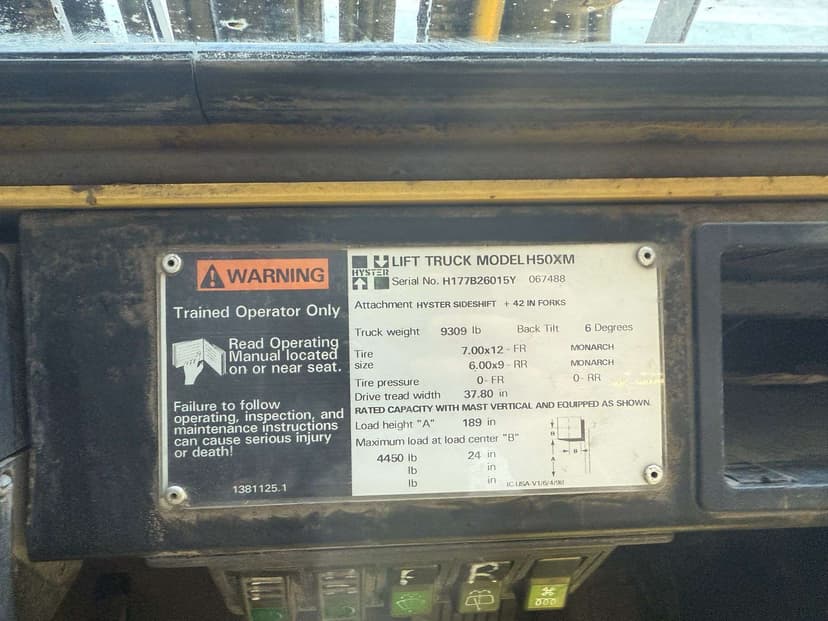 WARNING
Trained Operator Only
Read Operating
Manual located
on or near seat.
Failure to follow
operating, inspection, and
maintenance instructions
can cause serious injury
or death!
1381125.1
HYSTER
LIFT TRUCK MODEL H50XM
Serial No. H177B26015Y 067488
Attachment HYSTER SIDESHIFT + 42 IN FORKS
Truck weight 9309 lb Back Tilt 6 Degrees
Tire 7.00x12 - FR MONARCH
size 6.00x9 - RR MONARCH
Tire pressure 0- FR 0- RR
Drive tread width 37.80 in
RATED CAPACITY WITH MAST VERTICAL AND EQUIPPED AS SHOWN.
Load height "A" 189 in
Maximum load at load center "B"
4450 lb 24 in
lb in
lb in
B
B
A